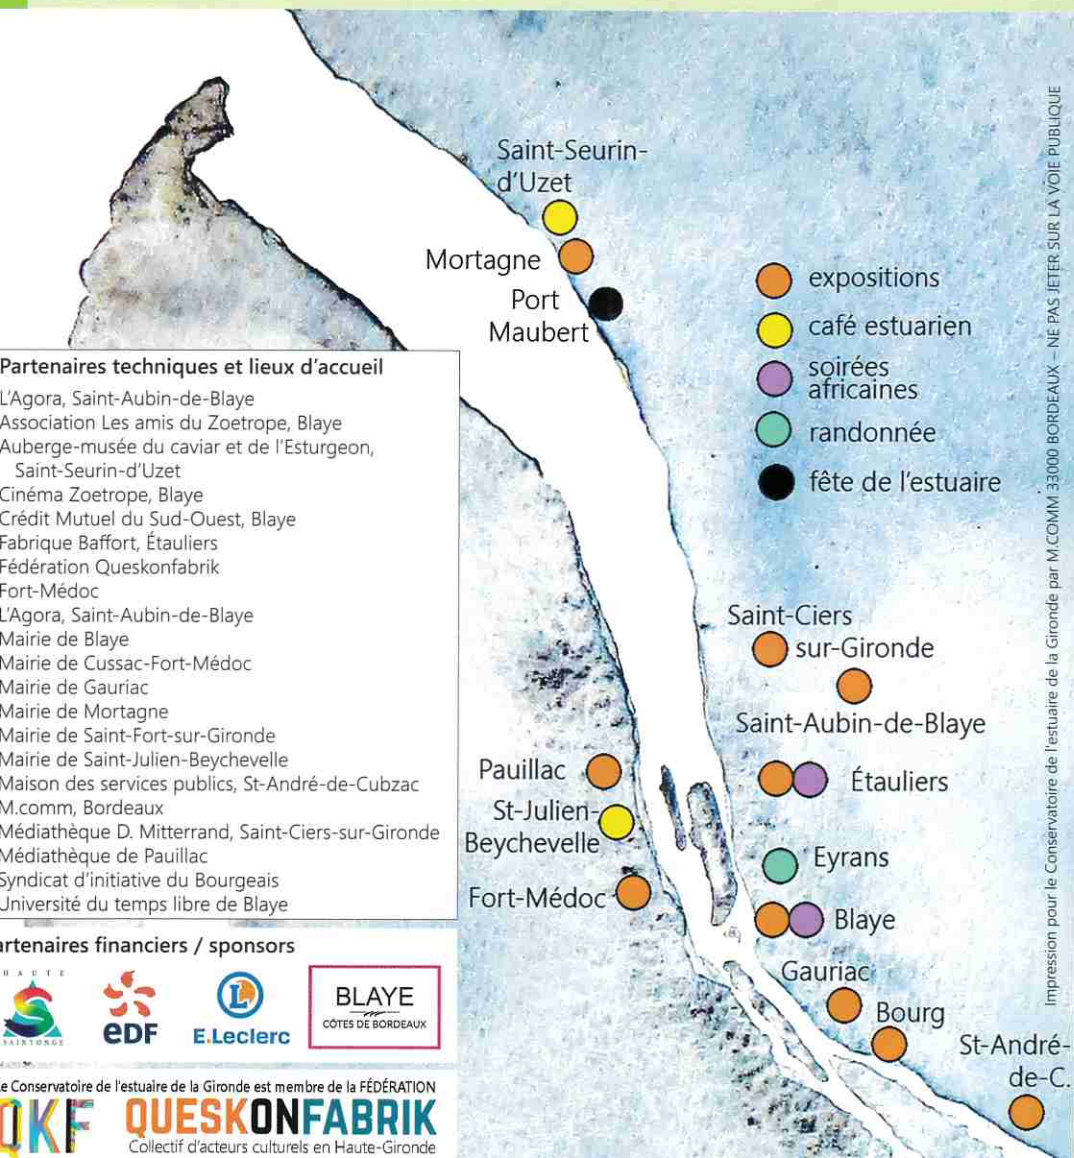 Saint-Seurin-
d'Uzet
Mortagne
Port
Maubert
expositions
café estuarien
soirées
africaines
randonnée
fête de l'estuaire
Partenaires techniques et lieux d'accueil
L'Agora, Saint-Aubin-de-Blaye
Association Les amis du Zoetrope, Blaye
Auberge-musée du caviar et de l'Esturgeon,
Saint-Seurin-d'Uzet
Cinéma Zoetrope, Blaye
Crédit Mutuel du Sud-Ouest, Blaye
Fabrique Baffort, Étauliers
Fédération Queskonfabrik
Fort-Médoc
L'Agora, Saint-Aubin-de-Blaye
Mairie de Blaye
Mairie de Cussac-Fort-Médoc
Mairie de Gauriac
Mairie de Mortagne
Mairie de Saint-Fort-sur-Gironde
Mairie de Saint-Julien-Beychevelle
Maison des services publics, St-André-de-Cubzac
M.comm, Bordeaux
Médiathèque D. Mitterrand, Saint-Ciers-sur-Gironde
Médiathèque de Pauillac
Syndicat d'initiative du Bourgeais
Université du temps libre de Blaye
Saint-Ciers
sur-Gironde
Saint-Aubin-de-Blaye
Pauillac
Étauliers
St-Julien-
Beychevelle
Eyrans
Fort-Médoc
Blaye
Gauriac
Bourg
St-André-
de-C.
artenaires financiers / sponsors
HAUTE
SAINTONGE
eDF
E.Leclerc
BLAYE
CÔTES DE BORDEAUX
e Conservatoire de l'estuaire de la Gironde est membre de la FÉDÉRATION
QKF QUESKONFABRIK
Collectif d'acteurs culturels en Haute-Gironde
Impression pour le Conservatoire de l'estuaire de la Gironde par M.COMM 33000 BORDEAUX – NE PAS JETER SUR LA VOIE PUBLIQUE